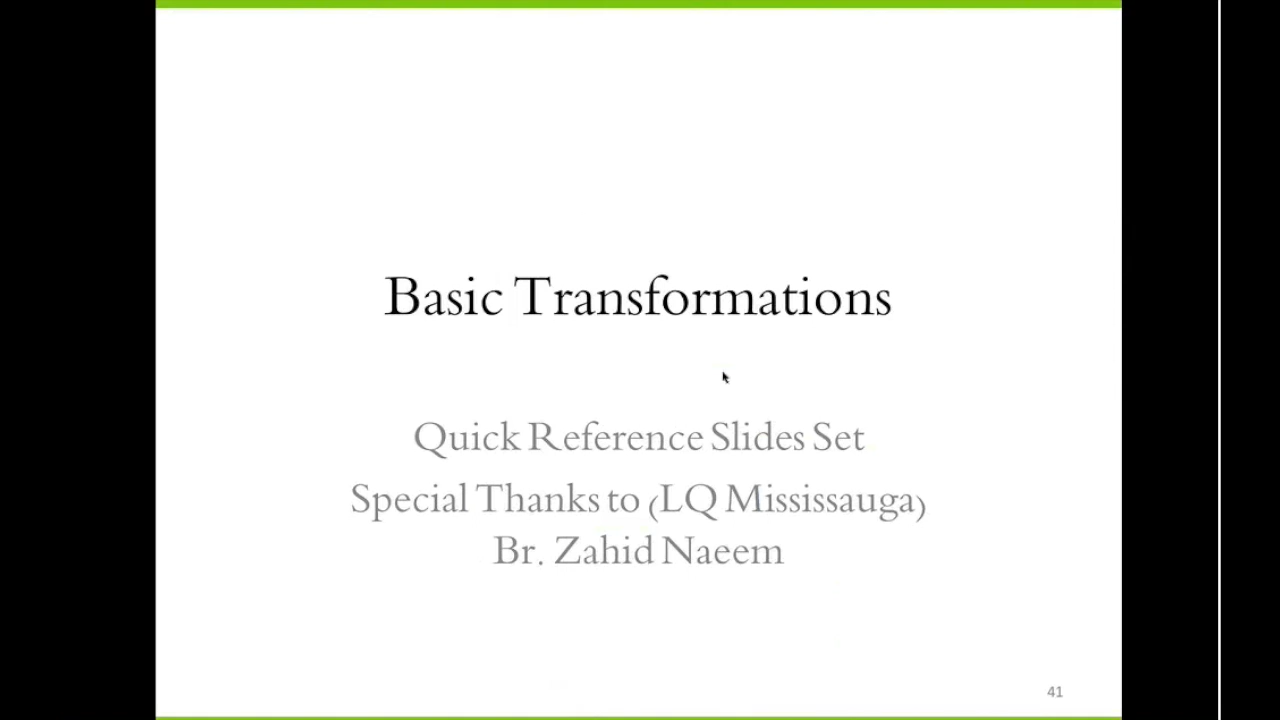 Basic Transformations
Quick Reference Slides Set
Special Thanks to (LQ Mississauga)
Br. Zahid Naeem
41